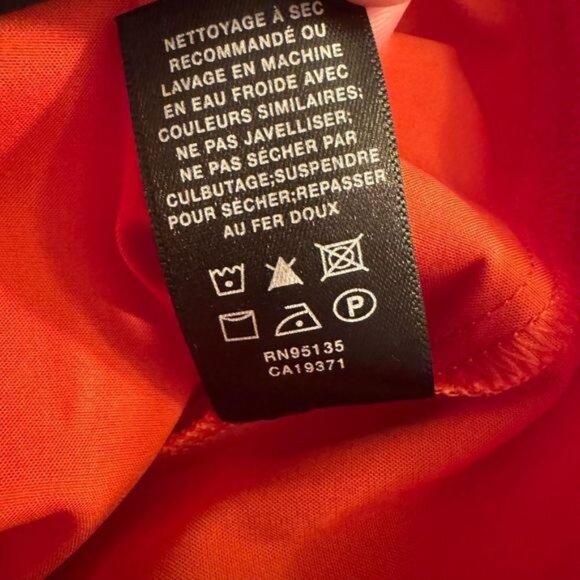 NETTOYAGE À SEC
RECOMMANDÉ OU
LAVAGE EN MACHINE
EN EAU FROIDE AVEC
COULEURS SIMILAIRES;
NE PAS JAVELLISER;
NE PAS SÉCHER PAR
CULBUTAGE;SUSPENDRE
POUR SÉCHER;REPASSER
AU FER DOUX
P
RN95135
CA19371